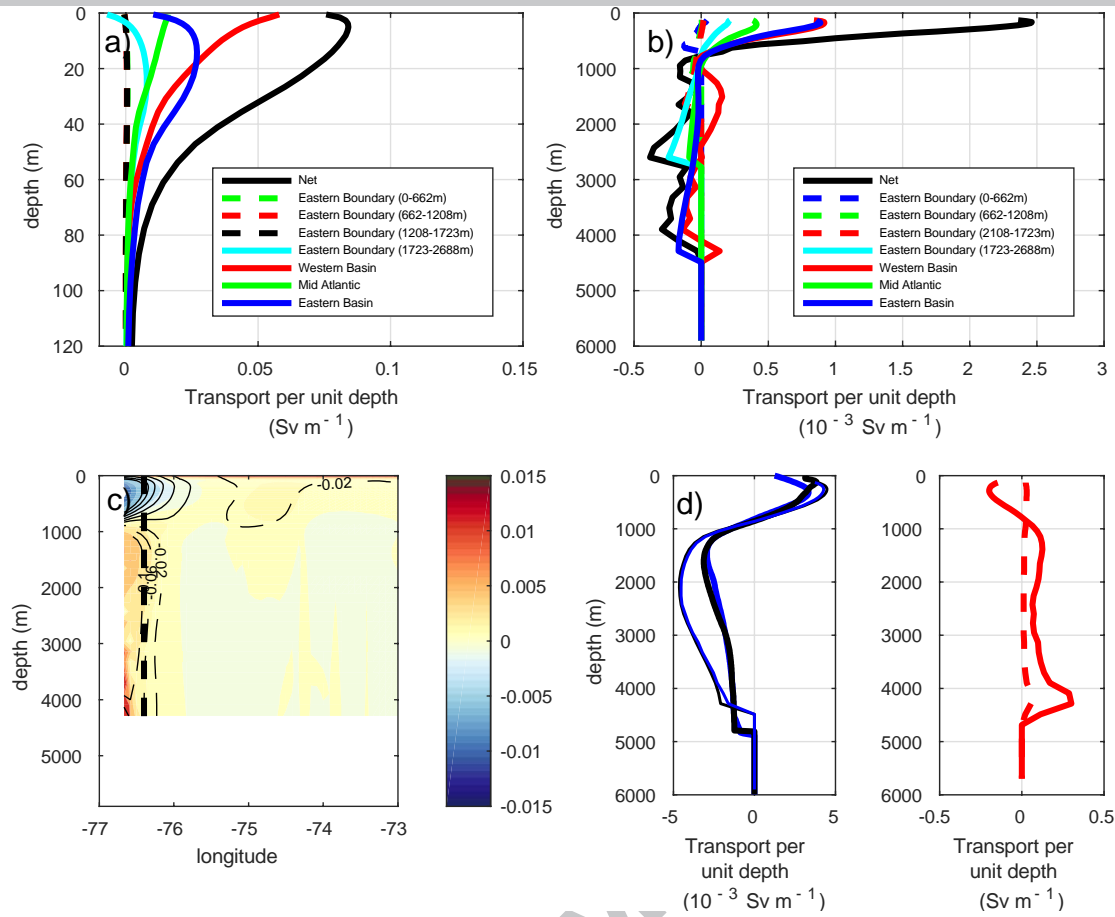 a)
0
20
40
60
80
100
120
depth (m)
0
0.05
0.1
0.15
Transport per unit depth
(Sv m - 1 )
Net
Eastern Boundary (0-662m)
Eastern Boundary (662-1208m)
Eastern Boundary (1208-1723m)
Eastern Boundary (1723-2688m)
Western Basin
Mid Atlantic
Eastern Basin
b)
0
1000
2000
3000
4000
5000
6000
depth (m)
-0.5
0
0.5
1
1.5
2
2.5
3
Transport per unit depth
(10 - 3 Sv m - 1 )
Net
Eastern Boundary (0-662m)
Eastern Boundary (662-1208m)
Eastern Boundary (2108-1723m)
Eastern Boundary (1723-2688m)
Western Basin
Mid Atlantic
Eastern Basin
c)
0
1000
2000
3000
4000
5000
depth (m)
-77
-76
-75
-74
-73
longitude
-0.02
-0.02
0.015
0.01
0.005
0
-0.005
-0.01
-0.015
d)
0
1000
2000
3000
4000
5000
6000
depth (m)
-5
0
5
Transport per
unit depth
(10 - 3 Sv m - 1 )
0
1000
2000
3000
4000
5000
6000
-0.5
0
0.5
Transport per
unit depth
(Sv m - 1 )